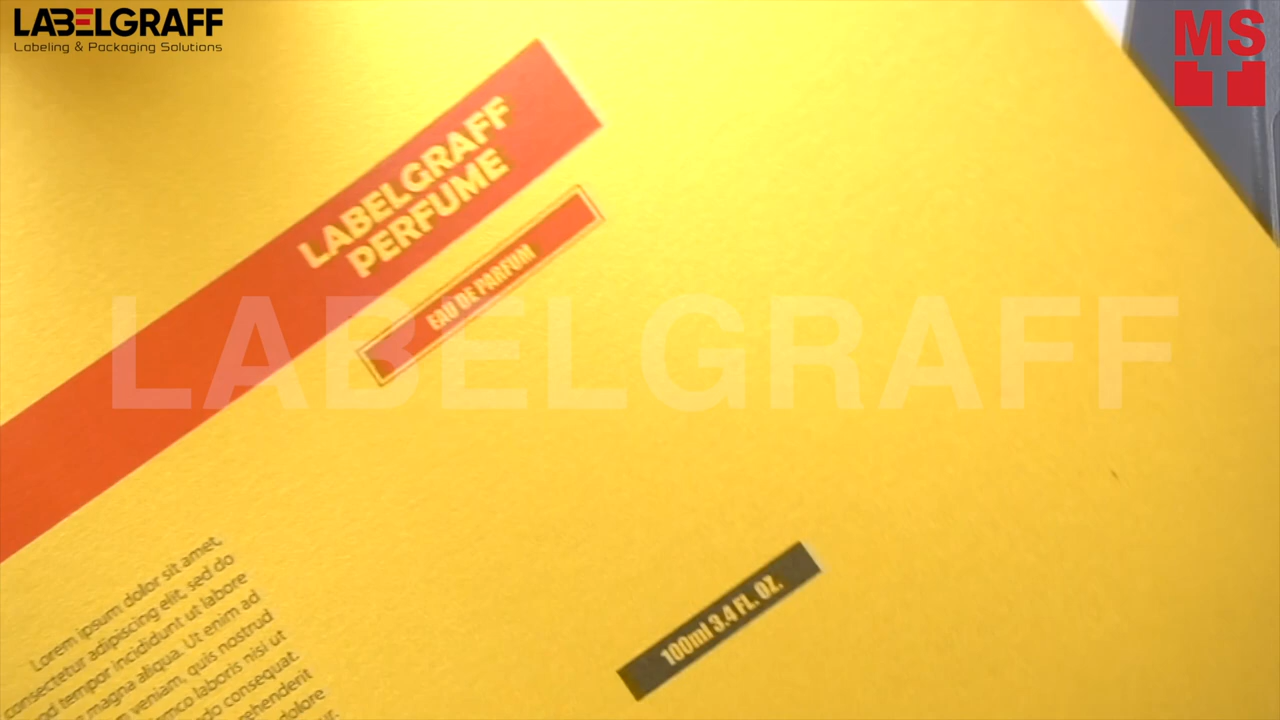 LABELGRAFF
Labeling & Packaging Solutions
MS
LABELGRAFF
PERFUME
EAU DE PARFUM
LABELGRAFF
100ml 3.4 FL. OZ.
Lorem ipsum dolor sit amet,
consectetur adipiscing elit, sed do
tempor incididunt ut labore
magna aliqua. Ut enim ad
veniam, quis nostrud
laboris nisi ut
consequat.
dolore